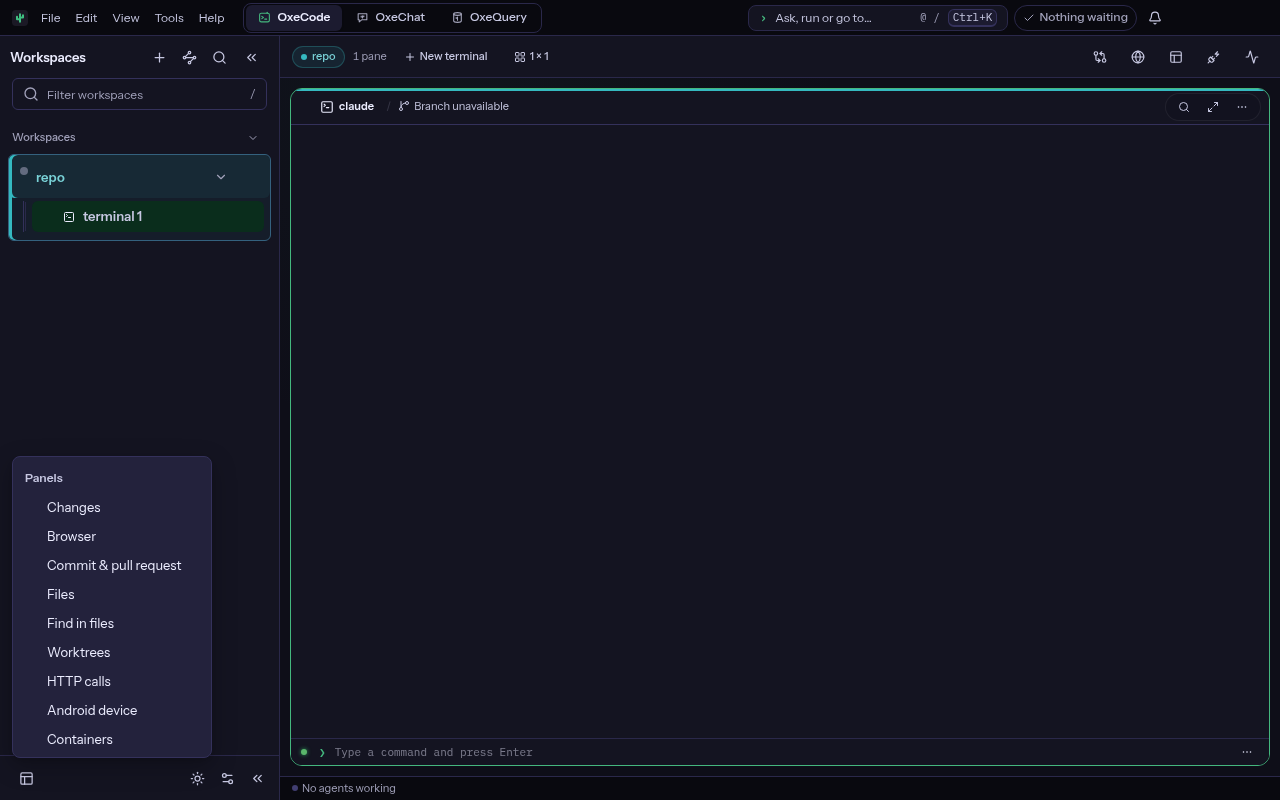 File Edit View Tools Help OxeCode OxeChat OxeQuery Ask, run or go to... @ / Ctrl+K Nothing waiting
Workspaces
repo 1 pane New terminal 1×1
Filter workspaces /
claude / Branch unavailable
Workspaces
repo
terminal 1
Panels
Changes
Browser
Commit & pull request
Files
Find in files
Worktrees
HTTP calls
Android device
Containers
❯ Type a command and press Enter
No agents working